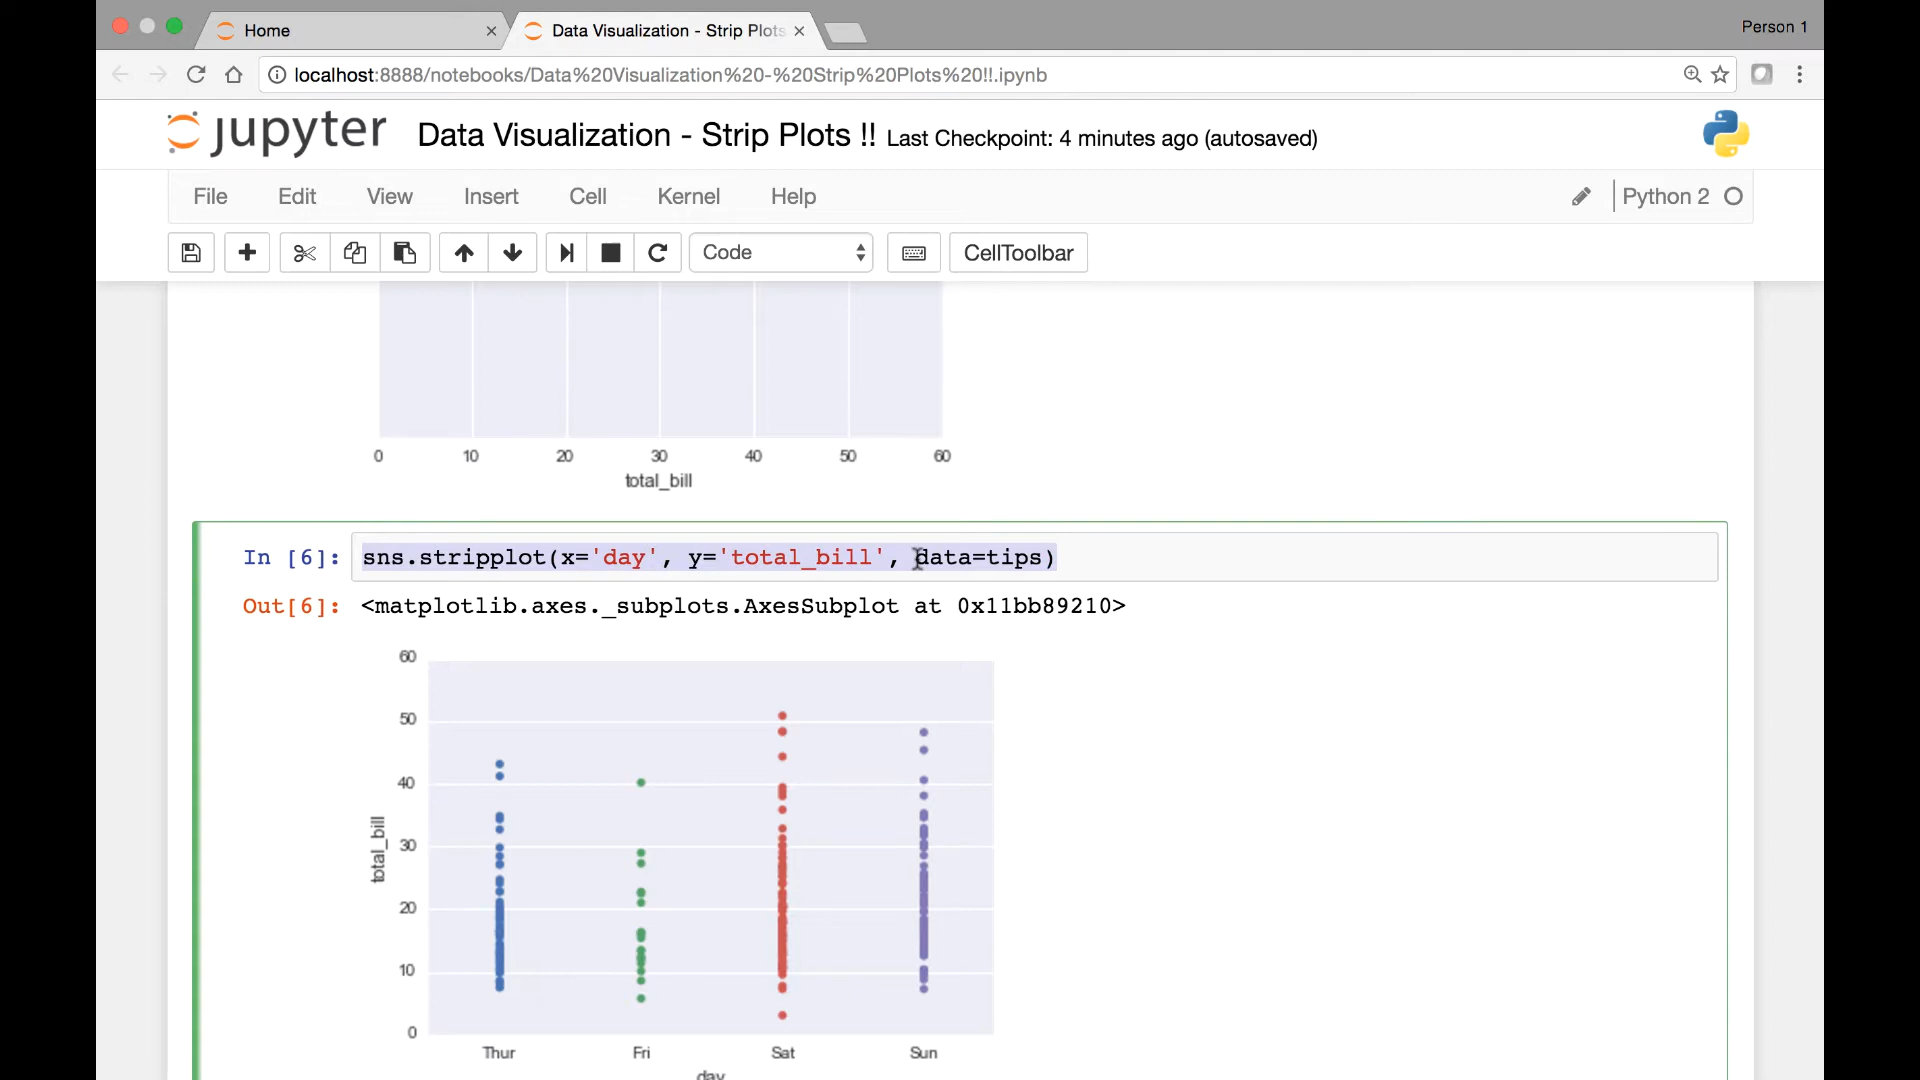 Home
Data Visualization - Strip Plots
Person 1
localhost:8888/notebooks/Data%20Visualization%20-%20Strip%20Plots%20!!.ipynb
jupyter
Data Visualization - Strip Plots !! Last Checkpoint: 4 minutes ago (autosaved)
File Edit View Insert Cell Kernel Help
Python 2
Code
CellToolbar
0 10 20 30 40 50 60
total_bill
In [6]: sns.stripplot(x='day', y='total_bill', data=tips)
Out[6]: <matplotlib.axes._subplots.AxesSubplot at 0x11bb89210>
60
50
40
30
20
10
0
total_bill
Thur Fri Sat Sun
day